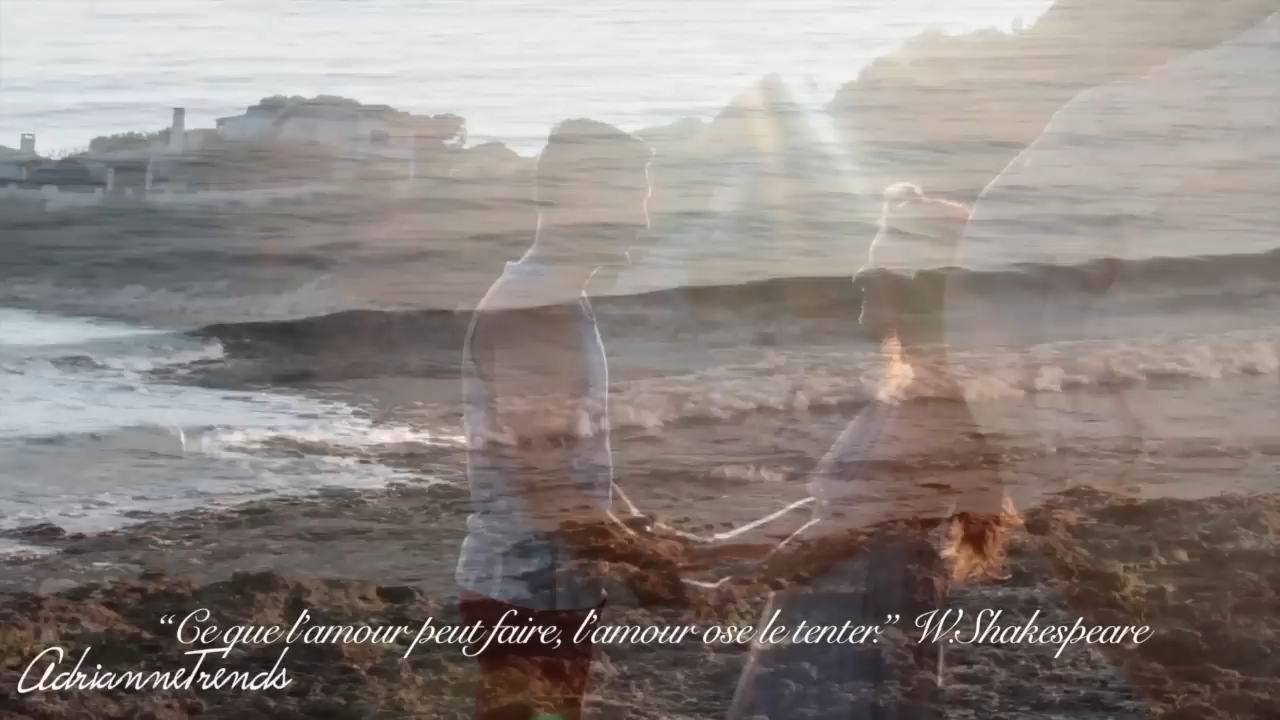 “Ce que l'amour peut faire, l'amour ose le tenter.” W.Shakespeare
AdrianneTrends